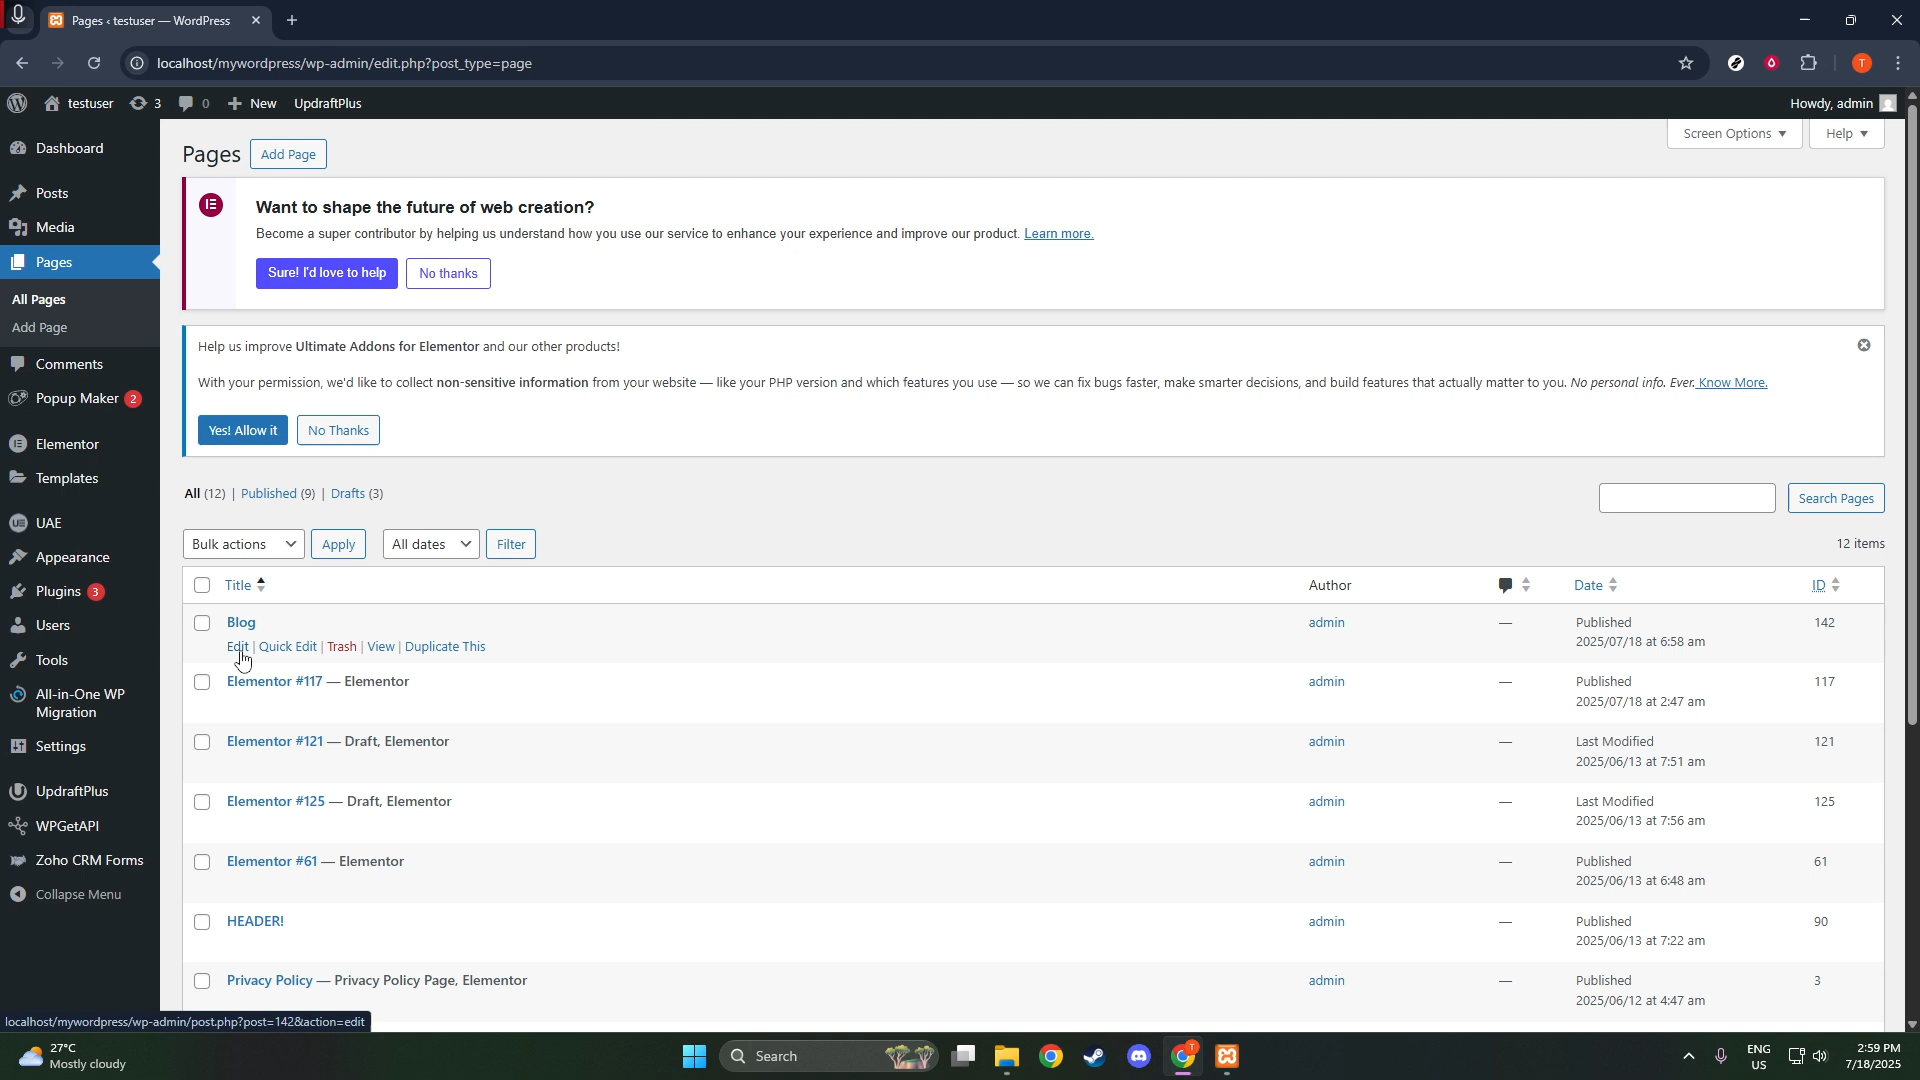 Pages ‹ testuser — WordPress
localhost/mywordpress/wp-admin/edit.php?post_type=page
T
testuser 3 0 New UpdraftPlus Howdy, admin
Dashboard
Posts
Media
Pages
All Pages
Add Page
Comments
Popup Maker 2
Elementor
Templates
UAE
Appearance
Plugins 3
Users
Tools
All-in-One WP
Migration
Settings
UpdraftPlus
WPGetAPI
Zoho CRM Forms
Collapse Menu
Screen Options Help
Pages Add Page
Want to shape the future of web creation?
Become a super contributor by helping us understand how you use our service to enhance your experience and improve our product. Learn more.
Sure! I'd love to help No thanks
Help us improve Ultimate Addons for Elementor and our other products!
With your permission, we'd like to collect non-sensitive information from your website — like your PHP version and which features you use — so we can fix bugs faster, make smarter decisions, and build features that actually matter to you. No personal info. Ever. Know More.
Yes! Allow it No Thanks
All (12) | Published (9) | Drafts (3)
Search Pages
Bulk actions Apply All dates Filter 12 items
Title Author Date ID
Blog admin — Published 142
2025/07/18 at 6:58 am
Edit | Quick Edit | Trash | View | Duplicate This
Elementor #117 — Elementor admin — Published 117
2025/07/18 at 2:47 am
Elementor #121 — Draft, Elementor admin — Last Modified 121
2025/06/13 at 7:51 am
Elementor #125 — Draft, Elementor admin — Last Modified 125
2025/06/13 at 7:56 am
Elementor #61 — Elementor admin — Published 61
2025/06/13 at 6:48 am
HEADER! admin — Published 90
2025/06/13 at 7:22 am
Privacy Policy — Privacy Policy Page, Elementor admin — Published 3
2025/06/12 at 4:47 am
localhost/mywordpress/wp-admin/post.php?post=142&action=edit
27°C
Mostly cloudy
Search
T
ENG
US
2:59 PM
7/18/2025